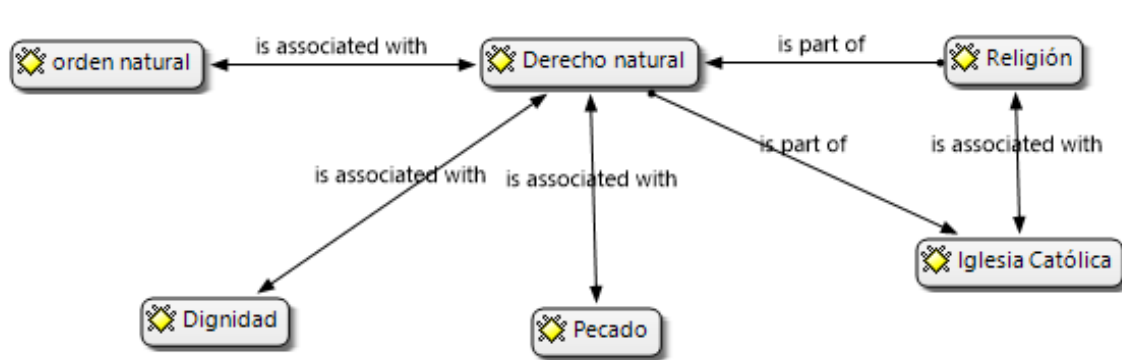 is associated with
is part of
orden natural
Derecho natural
Religión
is part of
is associated with
is associated with
is associated with
Iglesia Católica
Dignidad
Pecado